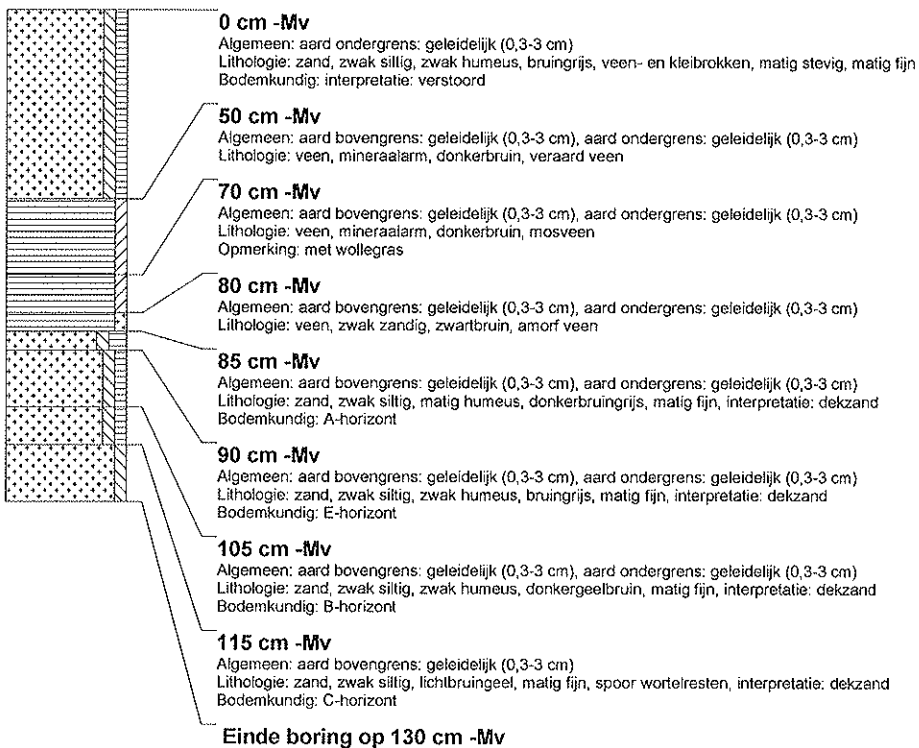 0 cm -Mv
Algemeen: aard ondergrens: geleidelijk (0,3-3 cm)
Lithologie: zand, zwak siltig, zwak humeus, bruingrijs, veen- en kleibrokken, matig stevig, matig fijn
Bodemkundig: interpretatie: verstoord
50 cm -Mv
Algemeen: aard bovengrens: geleidelijk (0,3-3 cm), aard ondergrens: geleidelijk (0,3-3 cm)
Lithologie: veen, mineraalarm, donkerbruin, veraard veen
70 cm -Mv
Algemeen: aard bovengrens: geleidelijk (0,3-3 cm), aard ondergrens: geleidelijk (0,3-3 cm)
Lithologie: veen, mineraalarm, donkerbruin, mosveen
Opmerking: met wollegras
80 cm -Mv
Algemeen: aard bovengrens: geleidelijk (0,3-3 cm), aard ondergrens: geleidelijk (0,3-3 cm)
Lithologie: veen, zwak zandig, zwartbruin, amorf veen
85 cm -Mv
Algemeen: aard bovengrens: geleidelijk (0,3-3 cm), aard ondergrens: geleidelijk (0,3-3 cm)
Lithologie: zand, zwak siltig, matig humeus, donkerbruingrijs, matig fijn, interpretatie: dekzand
Bodemkundig: A-horizont
90 cm -Mv
Algemeen: aard bovengrens: geleidelijk (0,3-3 cm), aard ondergrens: geleidelijk (0,3-3 cm)
Lithologie: zand, zwak siltig, zwak humeus, bruingrijs, matig fijn, interpretatie: dekzand
Bodemkundig: E-horizont
105 cm -Mv
Algemeen: aard bovengrens: geleidelijk (0,3-3 cm), aard ondergrens: geleidelijk (0,3-3 cm)
Lithologie: zand, zwak siltig, zwak humeus, donkergeelbruin, matig fijn, interpretatie: dekzand
Bodemkundig: B-horizont
115 cm -Mv
Algemeen: aard bovengrens: geleidelijk (0,3-3 cm)
Lithologie: zand, zwak siltig, lichtbruingeel, matig fijn, spoor wortelresten, interpretatie: dekzand
Bodemkundig: C-horizont
Einde boring op 130 cm -Mv